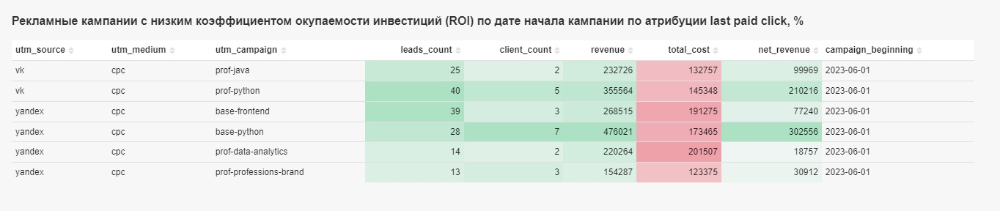 Рекламные кампании с низким коэффициентом окупаемости инвестиций (ROI) по дате начала кампании по атрибуции last paid click, %
utm_source utm_medium utm_campaign leads_count client_count revenue total_cost net_revenue campaign_beginning
vk cpc prof-java 25 2 232726 132757 99969 2023-06-01
vk cpc prof-python 40 5 355564 145348 210216 2023-06-01
yandex cpc base-frontend 39 3 268515 191275 77240 2023-06-01
yandex cpc base-python 28 7 476021 173465 302556 2023-06-01
yandex cpc prof-data-analytics 14 2 220264 201507 18757 2023-06-01
yandex cpc prof-professions-brand 13 3 154287 123375 30912 2023-06-01